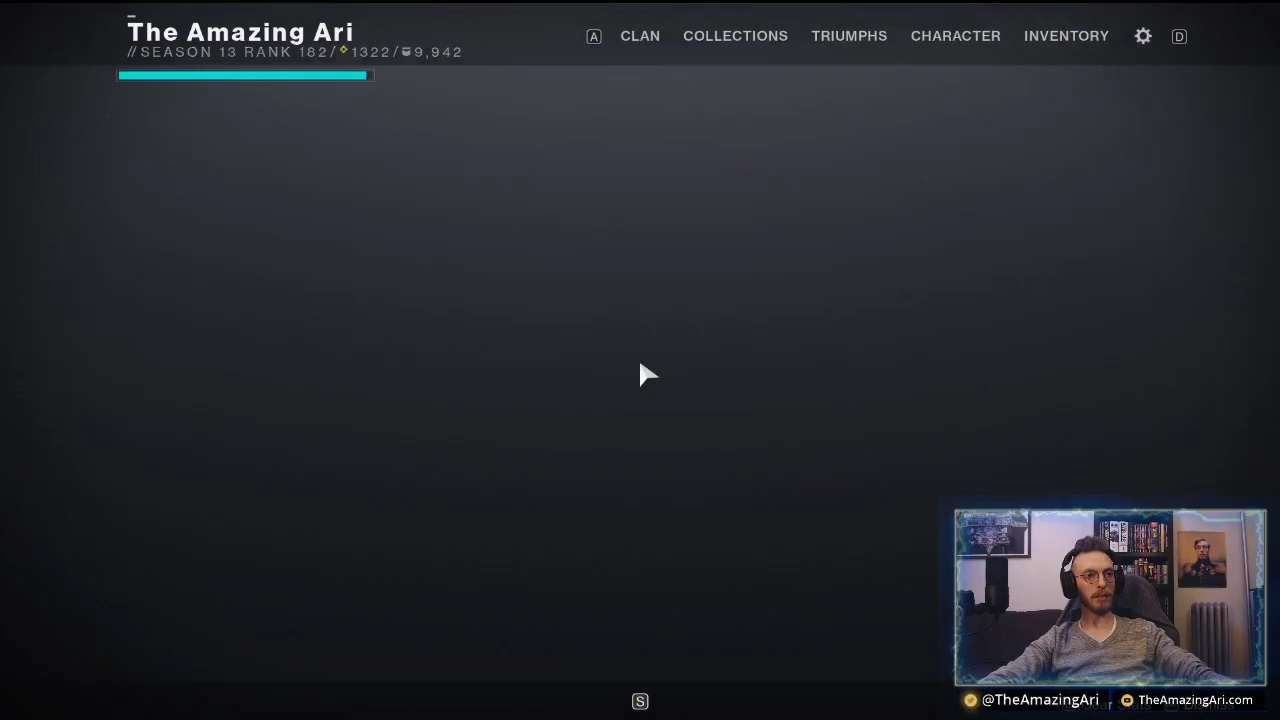 The Amazing Ari
//SEASON 13 RANK 182/ 1322/ 9,942
A CLAN COLLECTIONS TRIUMPHS CHARACTER INVENTORY D
S
@TheAmazingAri TheAmazingAri.com